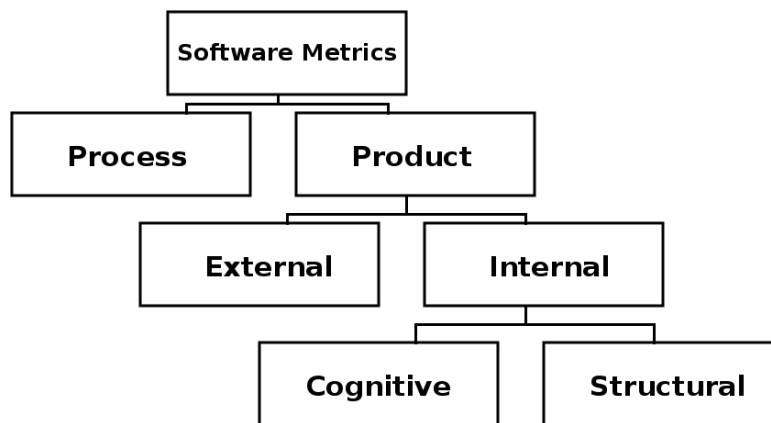 Software Metrics
Process
Product
External
Internal
Cognitive
Structural